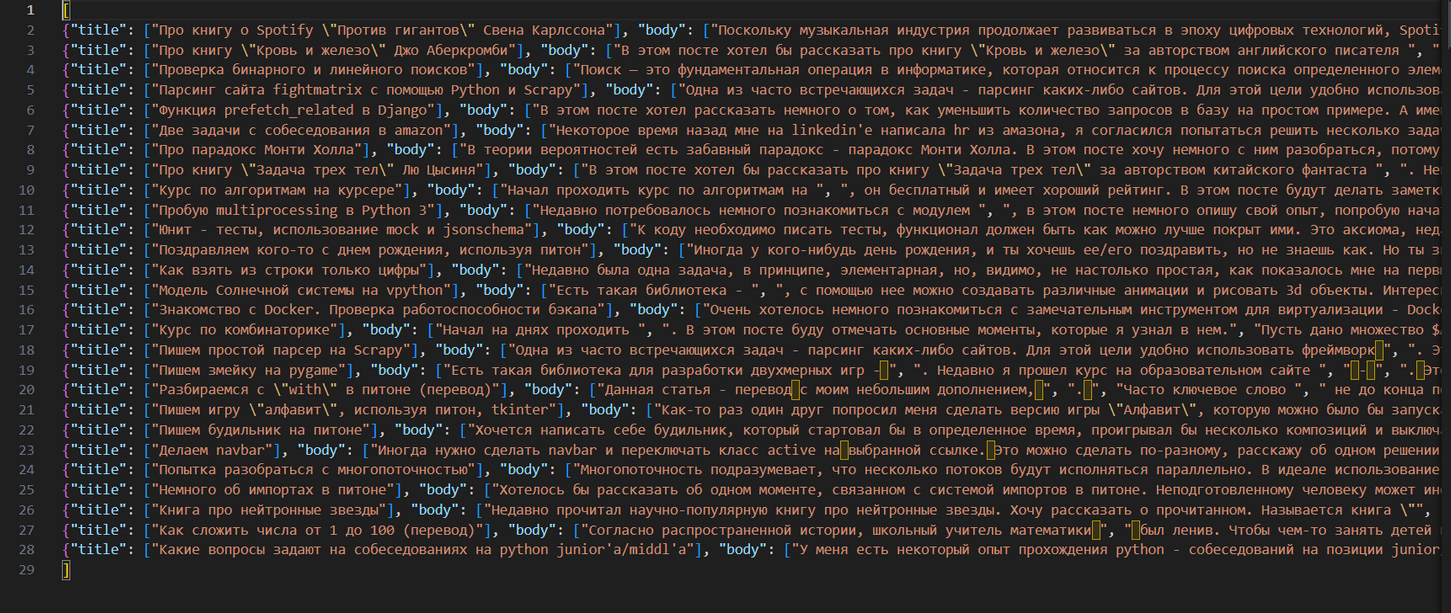 1 [
2 {"title": ["Про книгу о Spotify \"Против гигантов\" Свена Карлссона"], "body": ["Поскольку музыкальная индустрия продолжает развиваться в эпоху цифровых технологий, Spoti
3 {"title": ["Про книгу \"Кровь и железо\" Джо Аберкромби"], "body": ["В этом посте хотел бы рассказать про книгу \"Кровь и железо\" за авторством английского писателя ", "
4 {"title": ["Проверка бинарного и линейного поисков"], "body": ["Поиск — это фундаментальная операция в информатике, которая относится к процессу поиска определенного элем
5 {"title": ["Парсинг сайта fightmatrix с помощью Python и Scrapy"], "body": ["Одна из часто встречающихся задач - парсинг каких-либо сайтов. Для этой цели удобно использов
6 {"title": ["Функция prefetch_related в Django"], "body": ["В этом посте хотел рассказать немного о том, как уменьшить количество запросов в базу на простом примере. А име
7 {"title": ["Две задачи с собеседования в amazon"], "body": ["Некоторое время назад мне на linkedin'е написала hr из амазона, я согласился попытаться решить несколько зада
8 {"title": ["Про парадокс Монти Холла"], "body": ["В теории вероятностей есть забавный парадокс - парадокс Монти Холла. В этом посте хочу немного с ним разобраться, потому
9 {"title": ["Про книгу \"Задача трех тел\" Лю Цысиня"], "body": ["В этом посте хотел бы рассказать про книгу \"Задача трех тел\" за авторством китайского фантаста ", ". Не
10 {"title": ["Курс по алгоритмам на курсере"], "body": ["Начал проходить курс по алгоритмам на ", ", он бесплатный и имеет хороший рейтинг. В этом посте будут делать заметк
11 {"title": ["Пробую multiprocessing в Python 3"], "body": ["Недавно потребовалось немного познакомиться с модулем ", ", в этом посте немного опишу свой опыт, попробую нача
12 {"title": ["Юнит - тесты, использование mock и jsonschema"], "body": ["К коду необходимо писать тесты, функционал должен быть как можно лучше покрыт ими. Это аксиома, нед
13 {"title": ["Поздравляем кого-то с днем рождения, используя питон"], "body": ["Иногда у кого-нибудь день рождения, и ты хочешь ее/его поздравить, но не знаешь как. Но ты з
14 {"title": ["Как взять из строки только цифры"], "body": ["Недавно была одна задача, в принципе, элементарная, но, видимо, не настолько простая, как показалось мне на перв
15 {"title": ["Модель Солнечной системы на vpython"], "body": ["Есть такая библиотека - ", ", с помощью нее можно создавать различные анимации и рисовать 3d объекты. Интерес
16 {"title": ["Знакомство с Docker. Проверка работоспособности бэкапа"], "body": ["Очень хотелось немного познакомиться с замечательным инструментом для виртуализации - Dock
17 {"title": ["Курс по комбинаторике"], "body": ["Начал на днях проходить ", ". В этом посте буду отмечать основные моменты, которые я узнал в нем.", "Пусть дано множество $
18 {"title": ["Пишем простой парсер на Scrapy"], "body": ["Одна из часто встречающихся задач - парсинг каких-либо сайтов. Для этой цели удобно использовать фреймворк ", ". Э
19 {"title": ["Пишем змейку на pygame"], "body": ["Есть такая библиотека для разработки двухмерных игр - ", ". Недавно я прошел курс на образовательном сайте ", " - ", ". Эт
20 {"title": ["Разбираемся с \"with\" в питоне (перевод)"], "body": ["Данная статья - перевод с моим небольшим дополнением, ", ". ", "Часто ключевое слово ", " не до конца п
21 {"title": ["Пишем игру \"алфавит\", используя питон, tkinter"], "body": ["Как-то раз один друг попросил меня сделать версию игры \"Алфавит\", которую можно было бы запуск
22 {"title": ["Пишем будильник на питоне"], "body": ["Хочется написать себе будильник, который стартовал бы в определенное время, проигрывал бы несколько композиций и выключ
23 {"title": ["Делаем navbar"], "body": ["Иногда нужно сделать navbar и переключать класс active на выбранной ссылке. Это можно сделать по-разному, расскажу об одном решении
24 {"title": ["Попытка разобраться с многопоточностью"], "body": ["Многопоточность подразумевает, что несколько потоков будут исполняться параллельно. В идеале использование
25 {"title": ["Немного об импортах в питоне"], "body": ["Хотелось бы рассказать об одном моменте, связанном с системой импортов в питоне. Неподготовленному человеку может ин
26 {"title": ["Книга про нейтронные звезды"], "body": ["Недавно прочитал научно-популярную книгу про нейтронные звезды. Хочу рассказать о прочитанном. Называется книга \"",
27 {"title": ["Как сложить числа от 1 до 100 (перевод)"], "body": ["Согласно распространенной истории, школьный учитель математики ", " был ленив. Чтобы чем-то занять детей
28 {"title": ["Какие вопросы задают на собеседованиях на python junior'а/middl'а"], "body": ["У меня есть некоторый опыт прохождения python - собеседований на позиции junior
29 ]